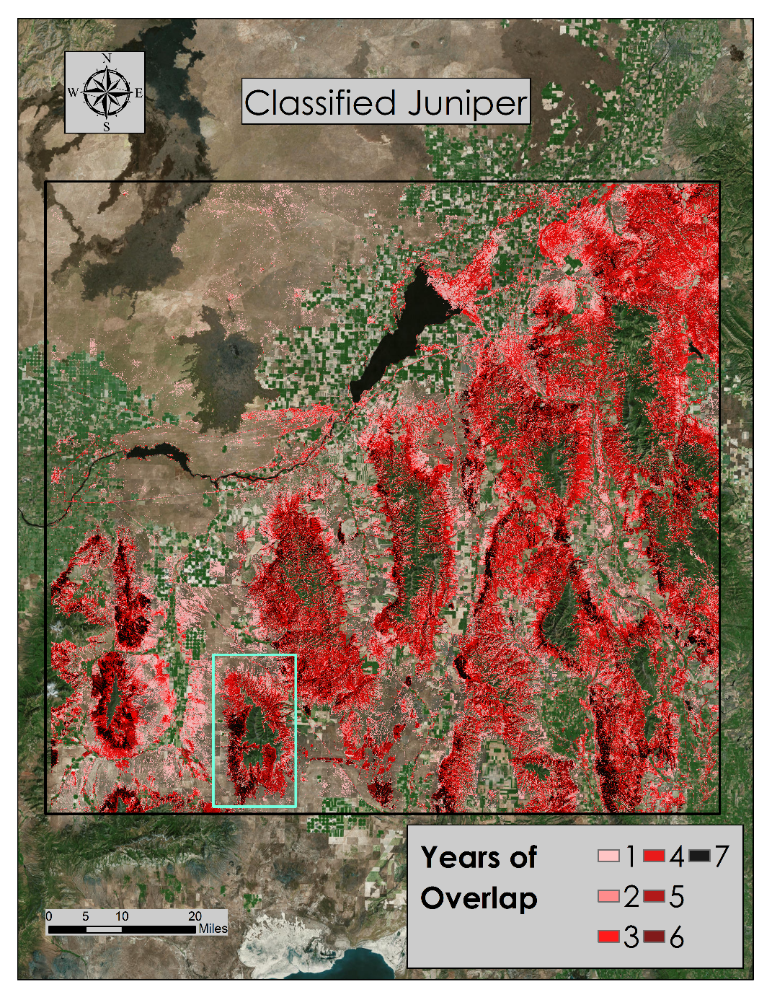 N
W E
S
Classified Juniper
Years of
Overlap
1 4 7
2 5
3 6
0 5 10 20
Miles